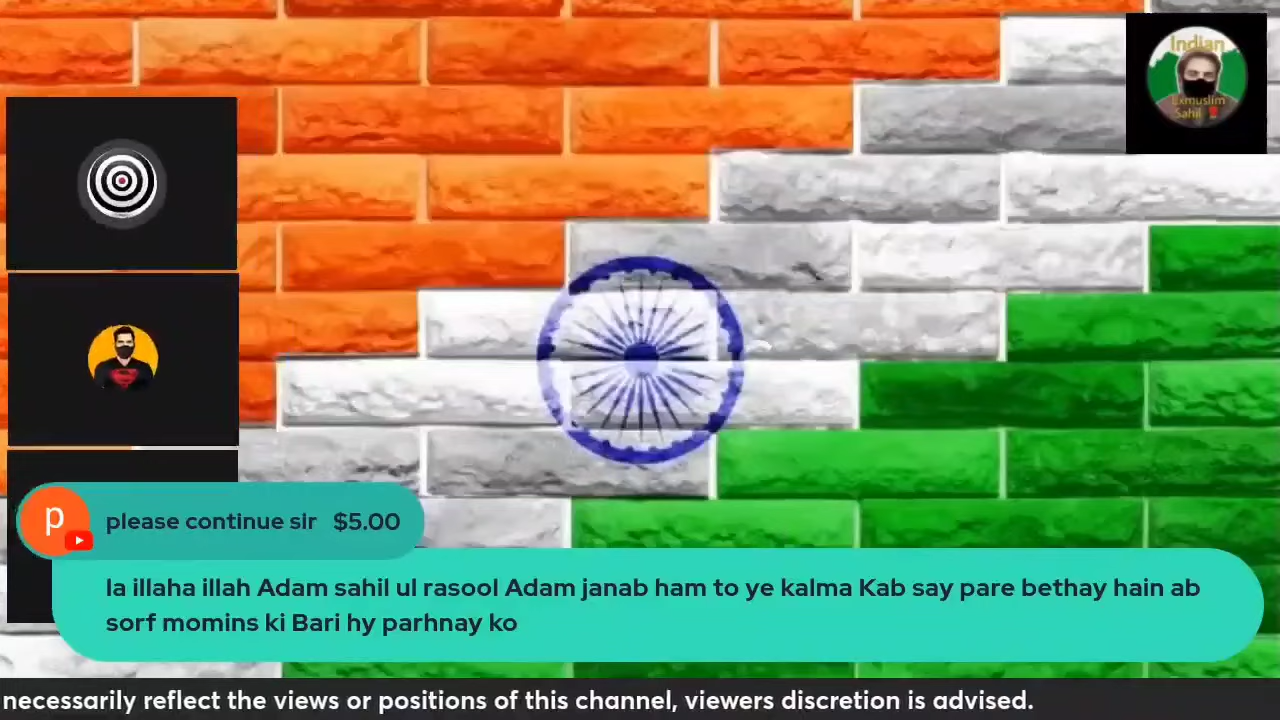 Indian
Exmuslim
Sahil
p
please continue sir $5.00
la illaha illah Adam sahil ul rasool Adam janab ham to ye kalma Kab say pare bethay hain ab
sorf momins ki Bari hy parhnay ko
necessarily reflect the views or positions of this channel, viewers discretion is advised.